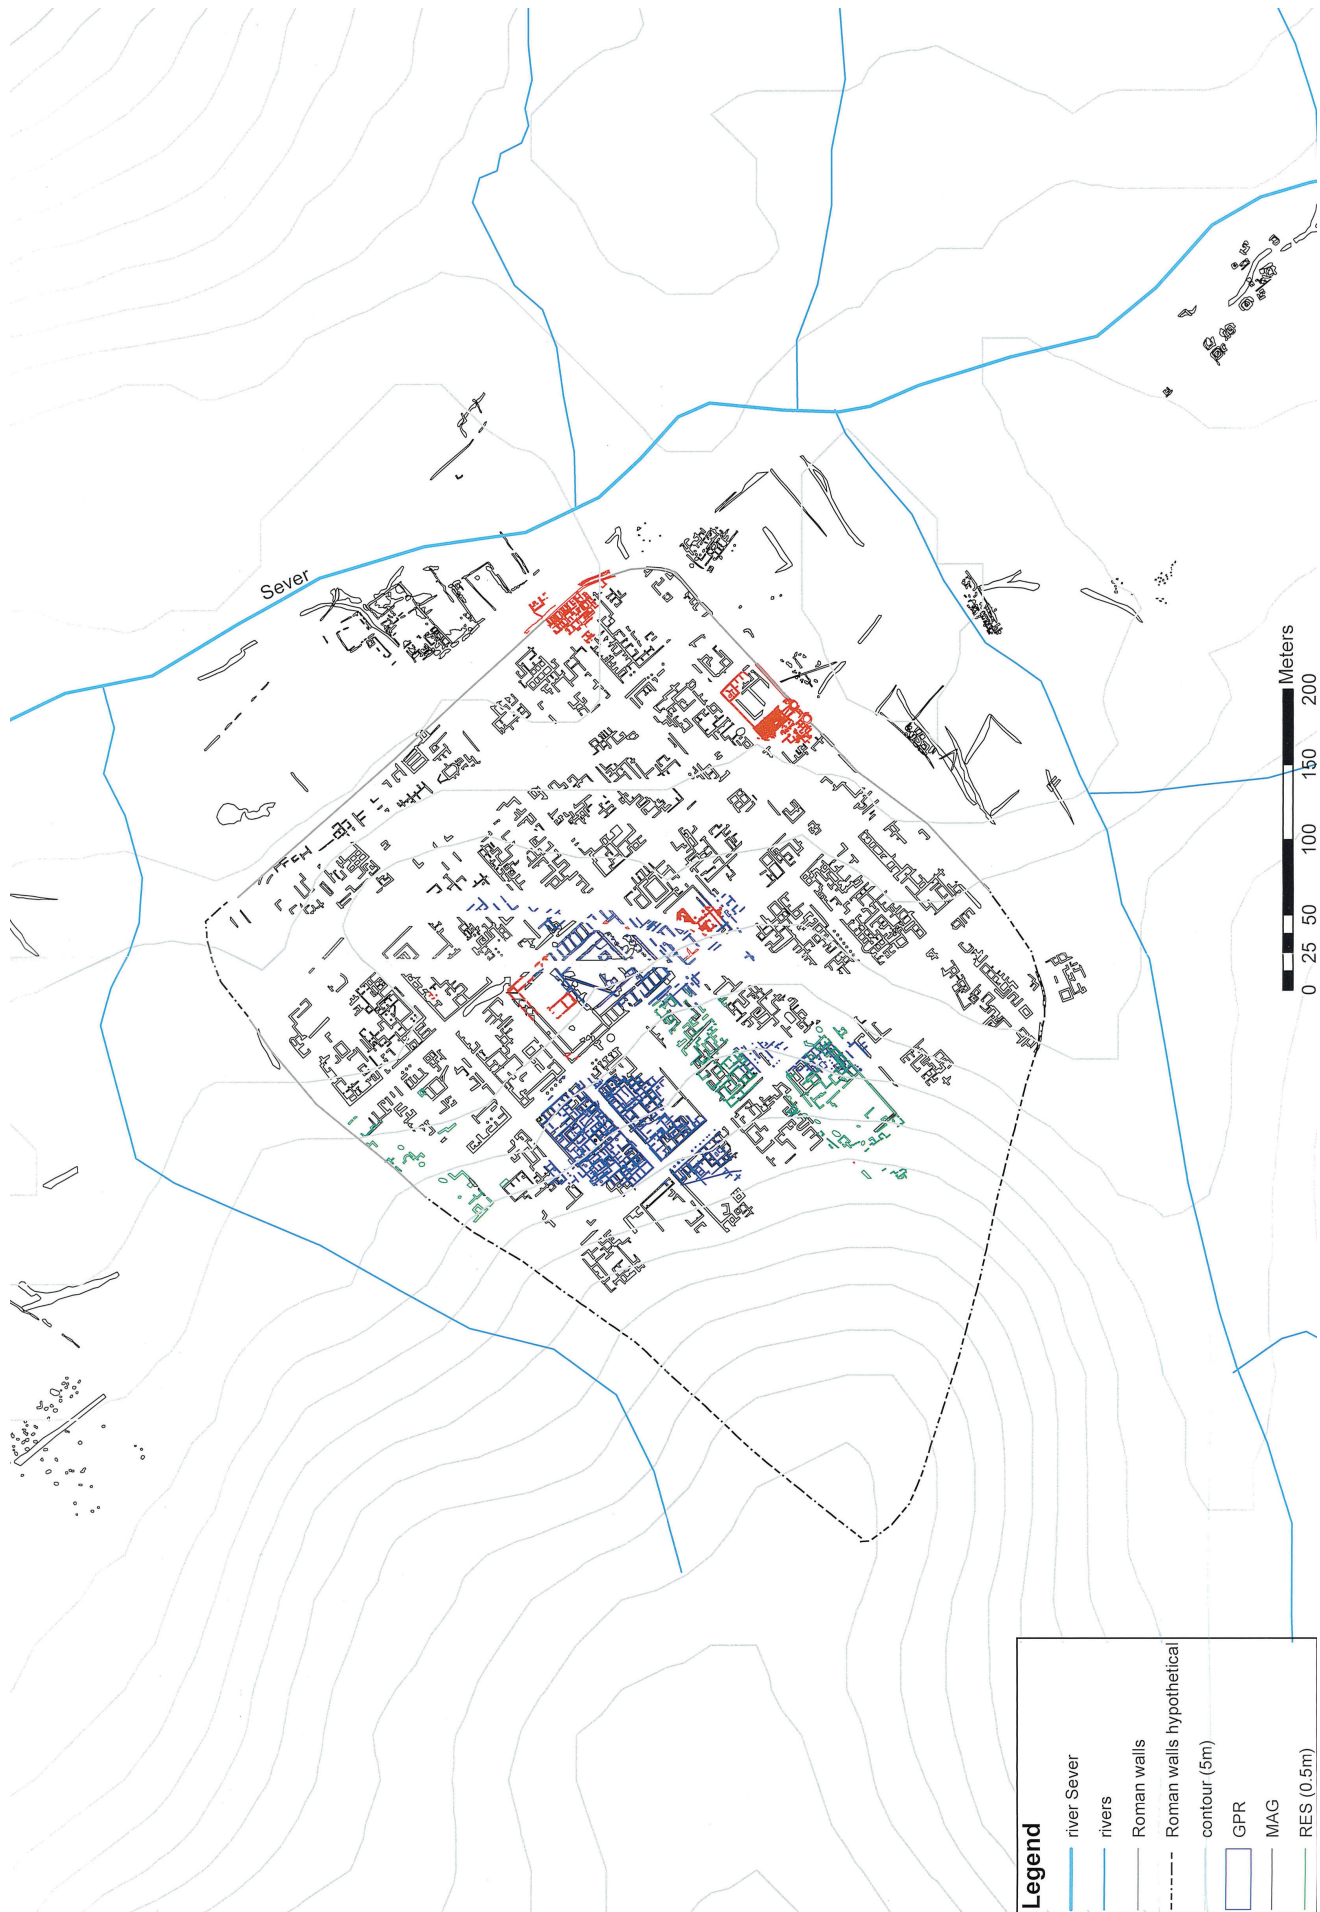 Sever
0 25 50 100 150 200
Meters
Legend
river Sever
rivers
Roman walls
Roman walls hypothetical
contour (5m)
GPR
MAG
RES (0.5m)